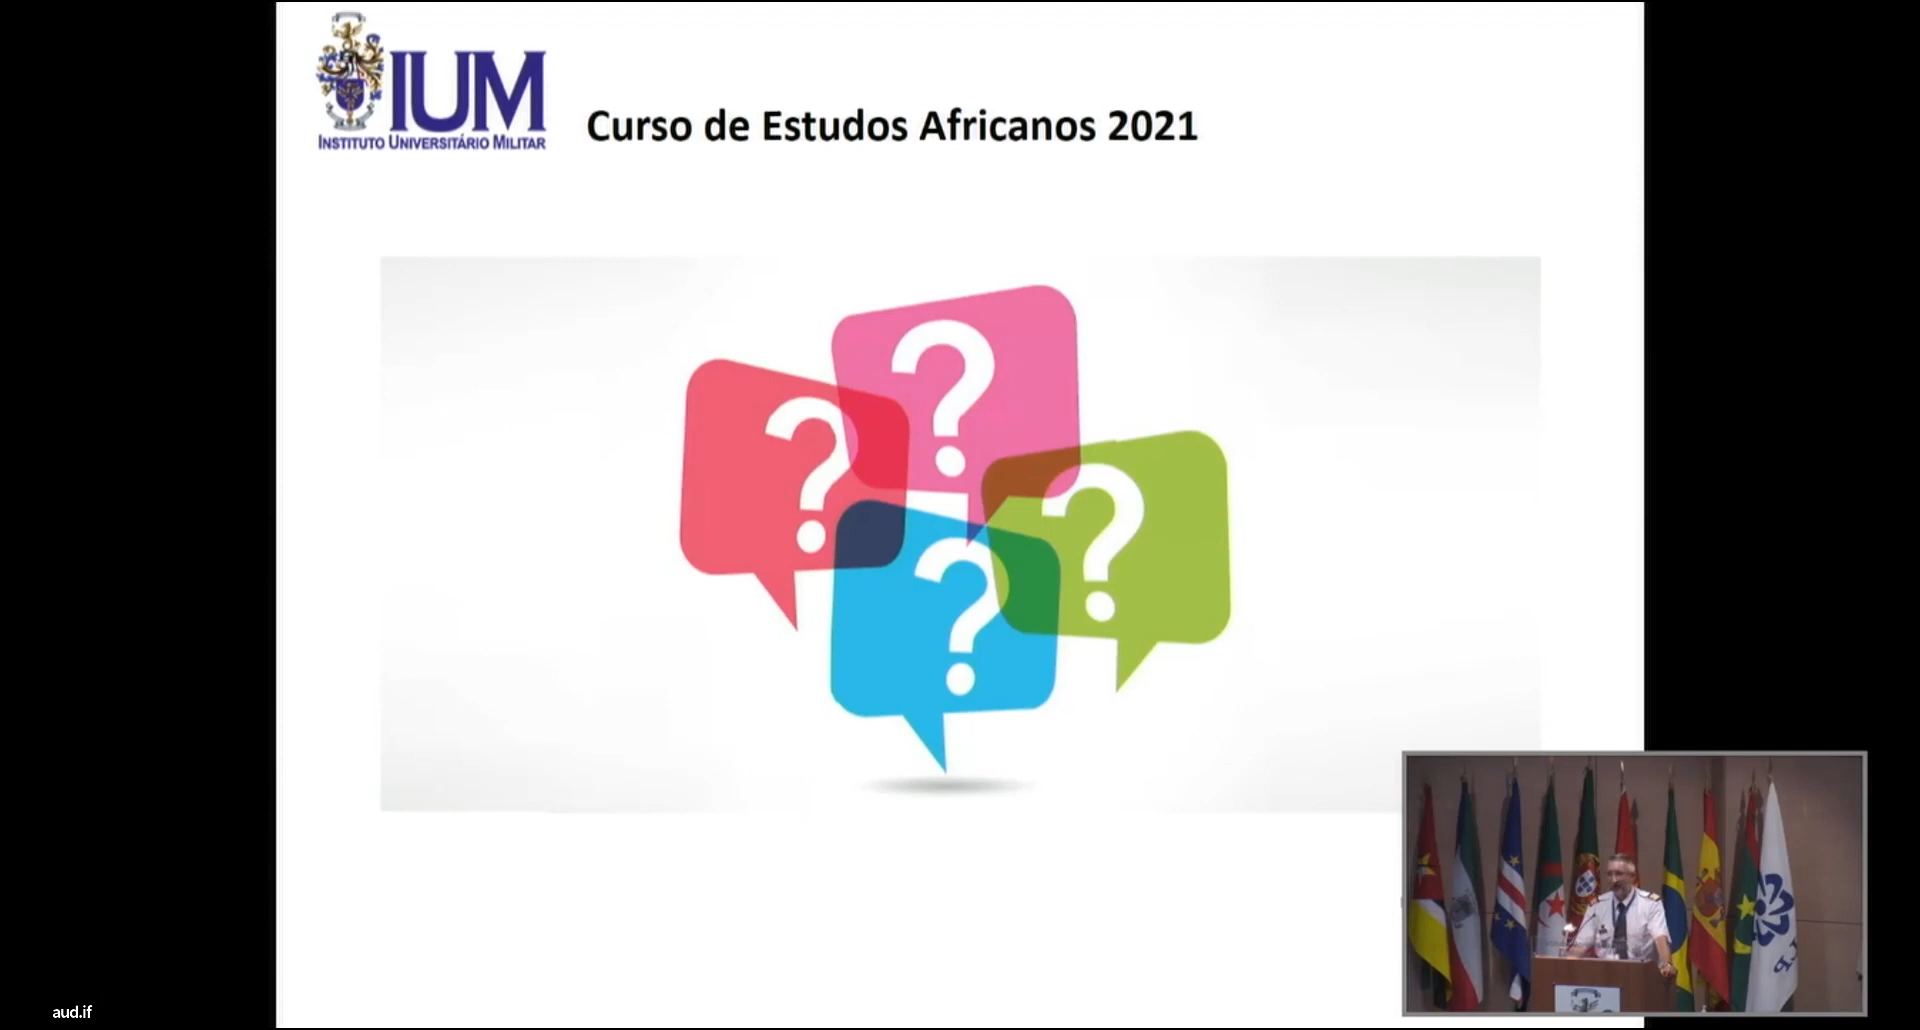 IUM
INSTITUTO UNIVERSITÁRIO MILITAR
Curso de Estudos Africanos 2021
?
?
?
?
aud.if